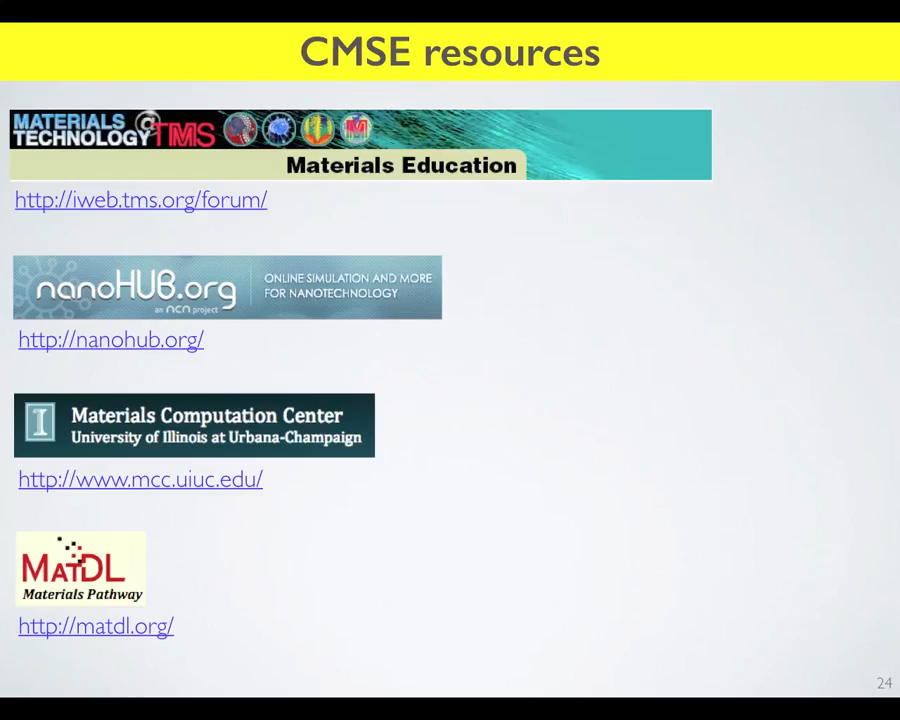 CMSE resources
MATERIALS @
TECHNOLOGY TMS
Materials Education
http://iweb.tms.org/forum/
nanoHUB.org
an ncn project
ONLINE SIMULATION AND MORE
FOR NANOTECHNOLOGY
http://nanohub.org/
I
Materials Computation Center
University of Illinois at Urbana-Champaign
http://www.mcc.uiuc.edu/
MATDL
Materials Pathway
http://matdl.org/
24